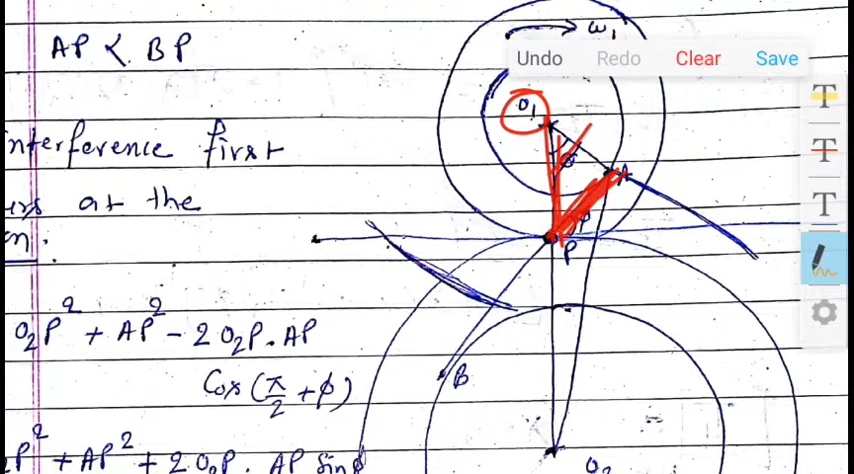 AP < BP
ω₁
Undo Redo Clear Save
T
O₁
nterference first
T
A
rs at the
T
φ
n.
P
O₂P² + AP² − 2 O₂P . AP
Cos (π/2 + φ)
B
P² + AP² + 2 O₂P . AP sinφ
O₂